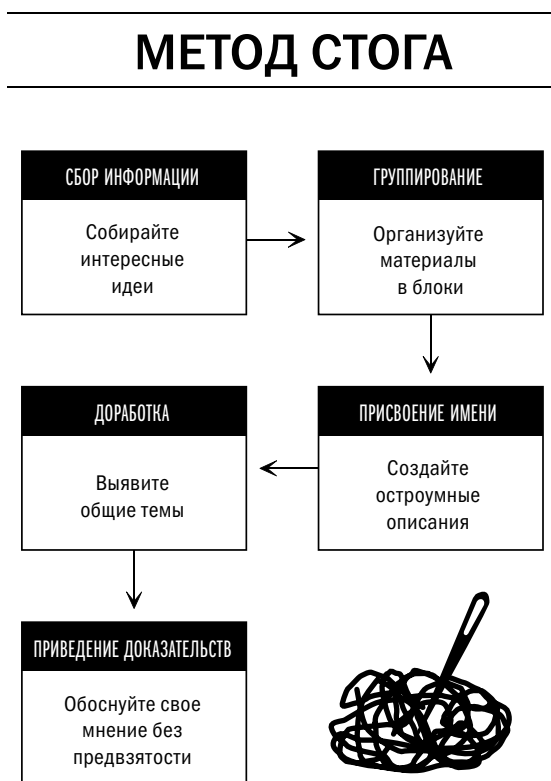 МЕТОД СТОГА
СБОР ИНФОРМАЦИИ
Собирайте
интересные
идеи
ГРУППИРОВАНИЕ
Организуйте
материалы
в блоки
ПРИСВОЕНИЕ ИМЕНИ
Создайте
остроумные
описания
ДОРАБОТКА
Выявите
общие темы
ПРИВЕДЕНИЕ ДОКАЗАТЕЛЬСТВ
Обоснуйте свое
мнение без
предвзятости